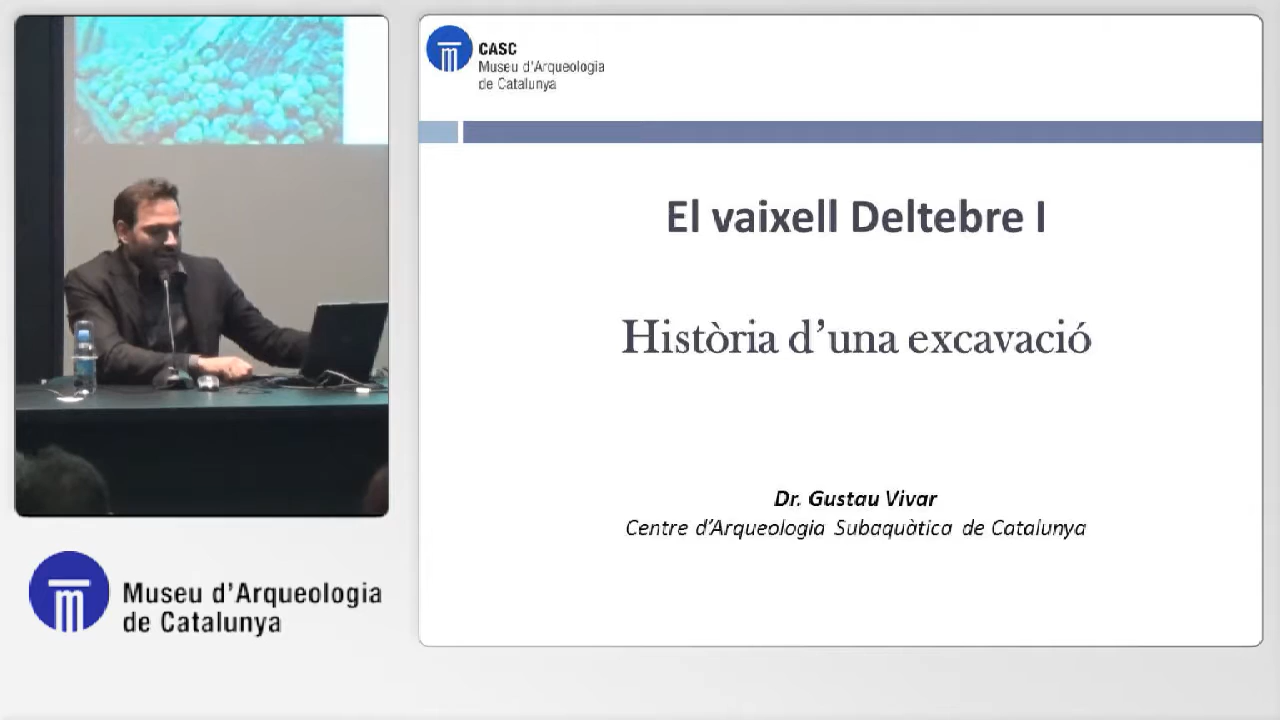 CASC
Museu d'Arqueologia
de Catalunya
El vaixell Deltebre I
Història d’una excavació
Dr. Gustau Vivar
Centre d’Arqueologia Subaquàtica de Catalunya
Museu d'Arqueologia
de Catalunya